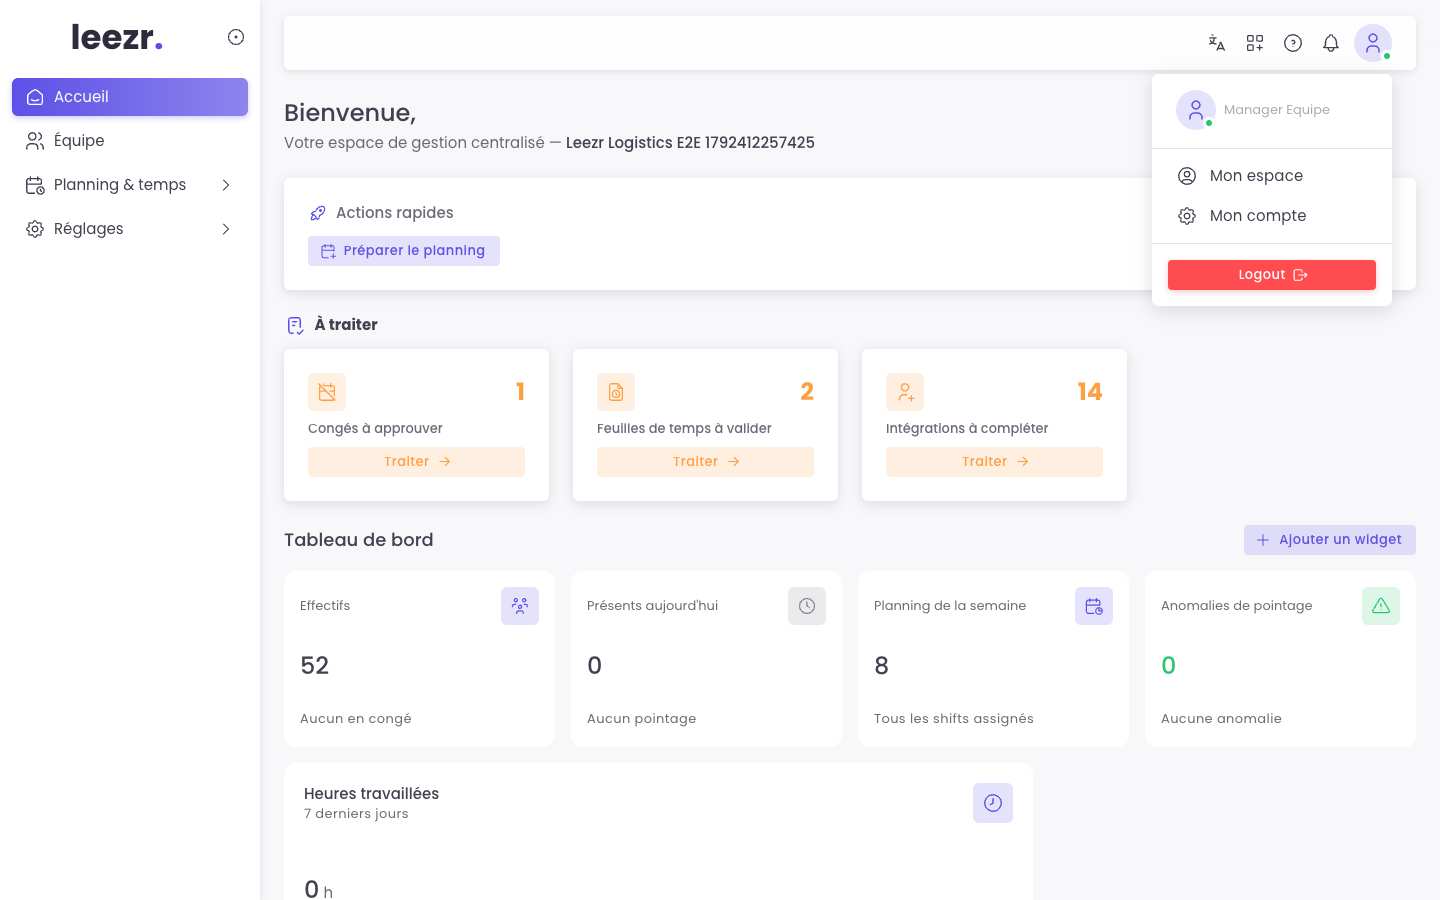 leezr.
Accueil
Équipe
Planning & temps
Réglages
Manager Equipe
Mon espace
Mon compte
Logout
Bienvenue,
Votre espace de gestion centralisé — Leezr Logistics E2E 1792412257425
Actions rapides
Préparer le planning
À traiter
1
Congés à approuver
Traiter
2
Feuilles de temps à valider
Traiter
14
Intégrations à compléter
Traiter
Tableau de bord
Ajouter un widget
Effectifs
52
Aucun en congé
Présents aujourd'hui
0
Aucun pointage
Planning de la semaine
8
Tous les shifts assignés
Anomalies de pointage
0
Aucune anomalie
Heures travaillées
7 derniers jours
0 h